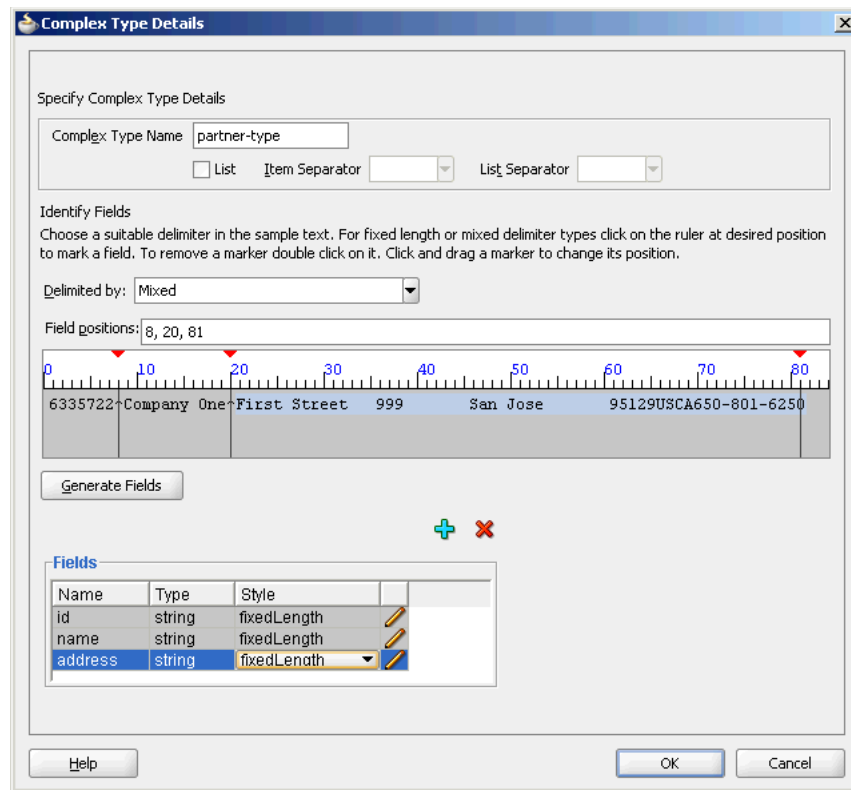 Complex Type Details
Specify Complex Type Details
Complex Type Name partner-type
List Item Separator List Separator
Identify Fields
Choose a suitable delimiter in the sample text. For fixed length or mixed delimiter types click on the ruler at desired position
to mark a field. To remove a marker double click on it. Click and drag a marker to change its position.
Delimited by: Mixed
Field positions: 8, 20, 81
0 10 20 30 40 50 60 70 80
6335722^Company One^First Street 999 San Jose 95129USCA650-801-6250
Generate Fields
Fields
Name Type Style
id string fixedLength
name string fixedLength
address string fixedLength
Help OK Cancel